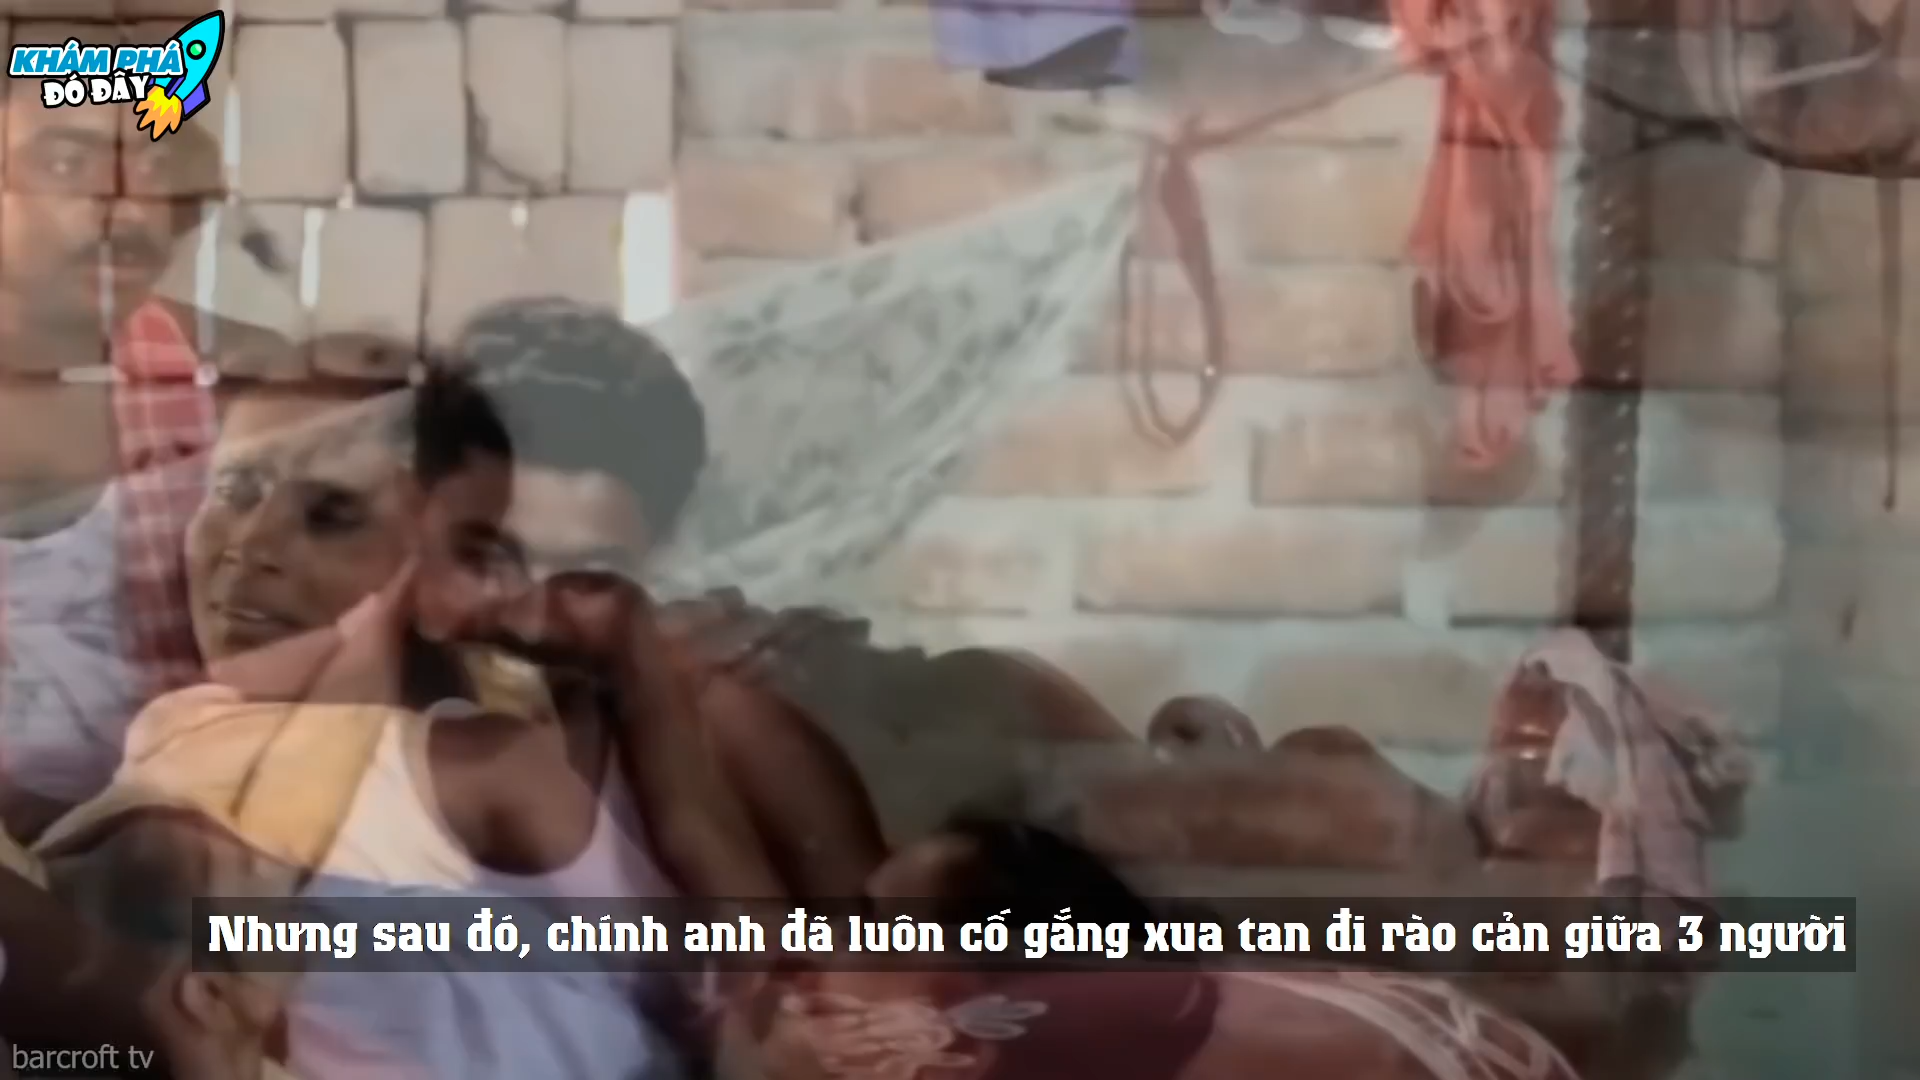 KHÁM PHÁ
ĐÓ ĐÂY
Nhưng sau đó, chính anh đã luôn cố gắng xua tan đi rào cản giữa 3 người
barcroft tv